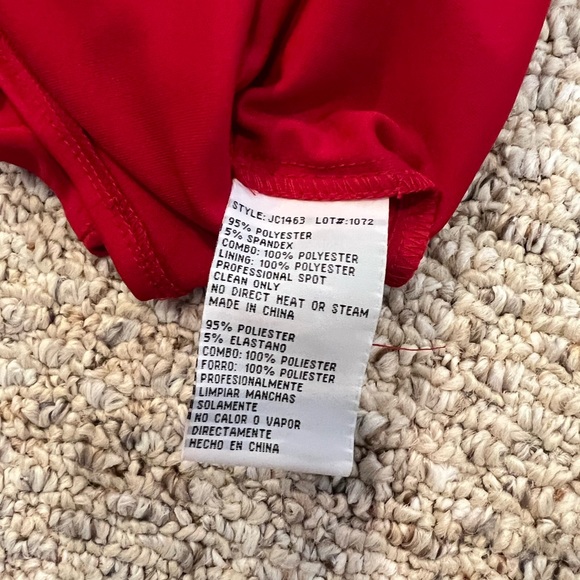 STYLE: JC1463 LOT#:1072
95% POLYESTER
5% SPANDEX
COMBO: 100% POLYESTER
LINING: 100% POLYESTER
PROFESSIONAL SPOT
CLEAN ONLY
NO DIRECT HEAT OR STEAM
MADE IN CHINA
95% POLIESTER
5% ELASTANO
COMBO: 100% POLIESTER
FORRO: 100% POLIESTER
PROFESIONALMENTE
LIMPIAR MANCHAS
SOLAMENTE
NO CALOR O VAPOR
DIRECTAMENTE
HECHO EN CHINA